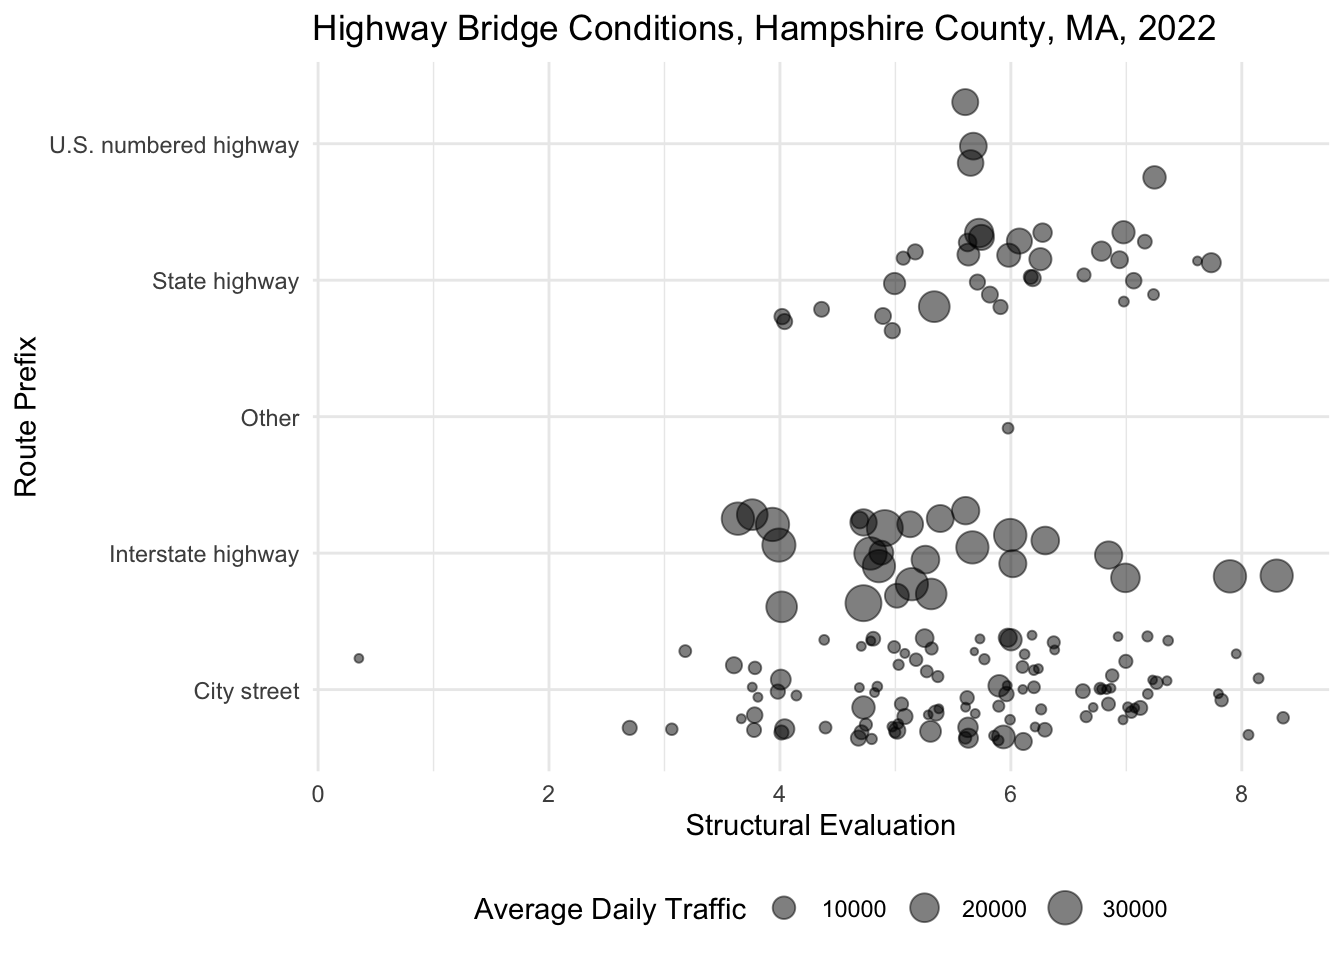 Highway Bridge Conditions, Hampshire County, MA, 2022
U.S. numbered highway
State highway
Other
Interstate highway
City street
Route Prefix
0 2 4 6 8
Structural Evaluation
Average Daily Traffic 10000 20000 30000